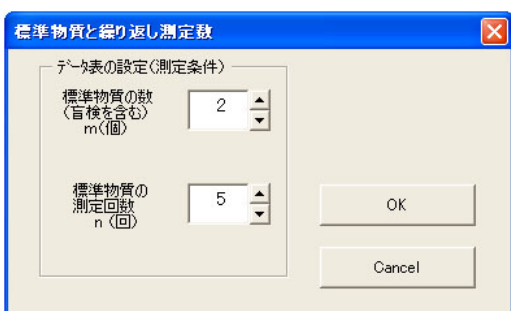 標準物質と繰り返し測定数
データ表の設定(測定条件)
標準物質の数
(盲検を含む)
m(個)
2
標準物質の
測定回数
n (回)
5
OK
Cancel